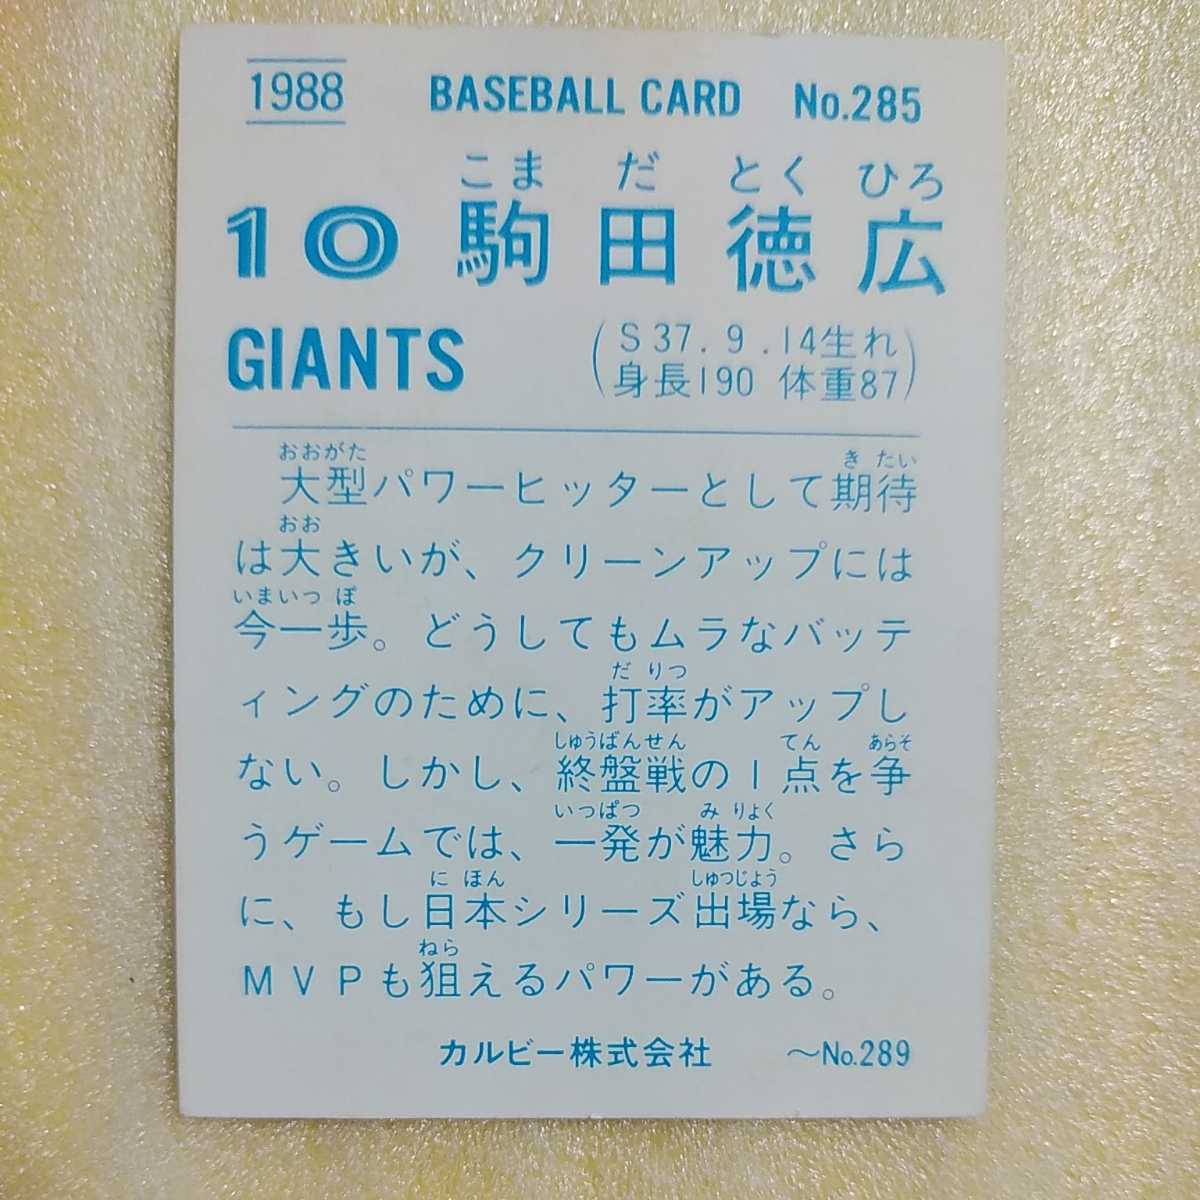 1988 BASEBALL CARD No.285
こま だ とく ひろ
10 駒田徳広
GIANTS
(S37.9.14生れ
身長190 体重87)
おおがた き たい
大型パワーヒッターとして期待
おお
は大きいが、クリーンアップには
いまいっ ぽ
今一歩。どうしてもムラなバッテ
だ りつ
ィングのために、打率がアップし
しゅうばんせん てん あらそ
ない。しかし、終盤戦の1点を争
いっぱつ み りょく
うゲームでは、一発が魅力。さら
に ほん しゅつじょう
に、もし日本シリーズ出場なら、
ねら
MVPも狙えるパワーがある。
カルビー株式会社 〜No.289